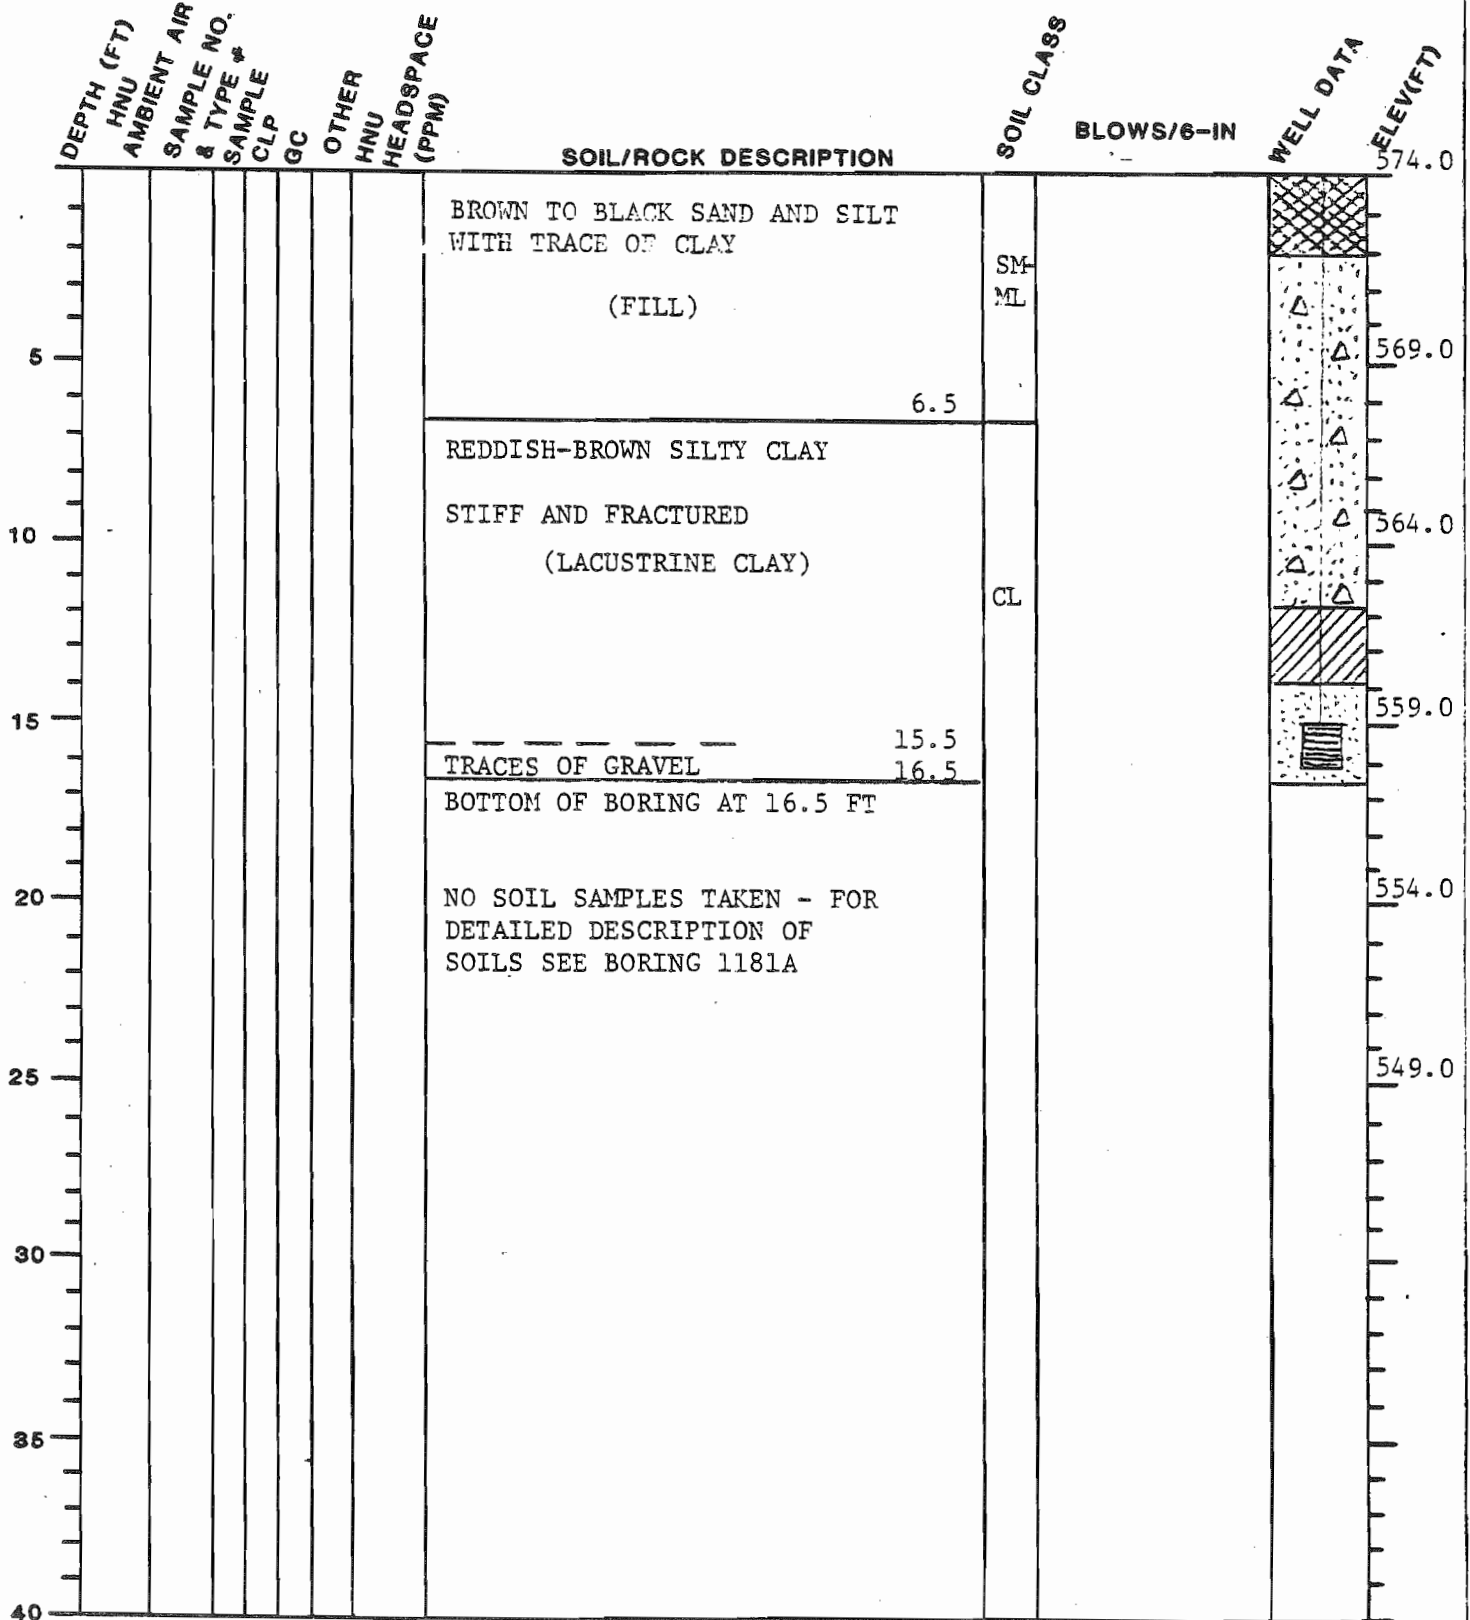 DEPTH (FT)
HNU
AMBIENT AIR
SAMPLE NO.
& TYPE #
SAMPLE
CLP
GC
OTHER
HNU
HEADSPACE
(PPM)
SOIL/ROCK DESCRIPTION
SOIL CLASS
BLOWS/6-IN
WELL DATA
ELEV(FT)
574.0
BROWN TO BLACK SAND AND SILT
WITH TRACE OF CLAY
SM-
ML
(FILL)
5
569.0
6.5
REDDISH-BROWN SILTY CLAY
STIFF AND FRACTURED
10
564.0
(LACUSTRINE CLAY)
CL
15
559.0
15.5
TRACES OF GRAVEL 16.5
BOTTOM OF BORING AT 16.5 FT
20
554.0
NO SOIL SAMPLES TAKEN - FOR
DETAILED DESCRIPTION OF
SOILS SEE BORING 1181A
25
549.0
30
35
40